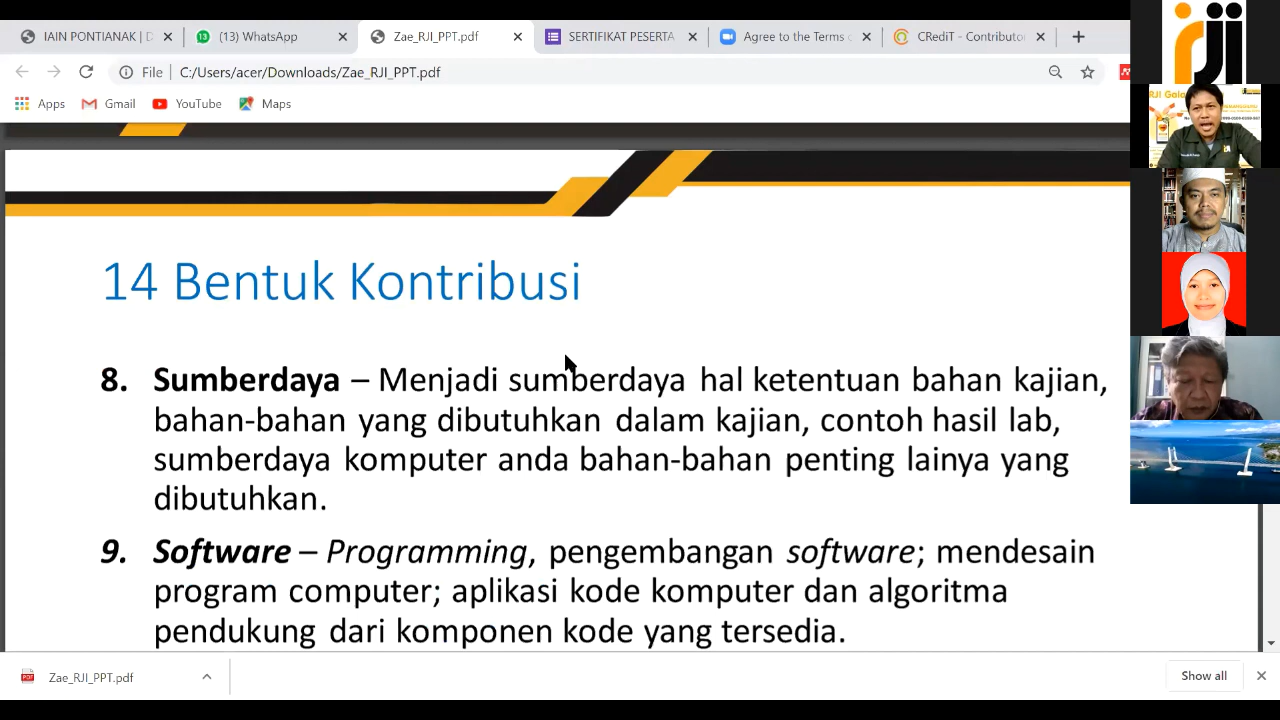 IAIN PONTIANAK | D
(13) WhatsApp
Zae_RJI_PPT.pdf
SERTIFIKAT PESERTA
Agree to the Terms o
CRediT - Contributo
File
C:/Users/acer/Downloads/Zae_RJI_PPT.pdf
Apps
Gmail
YouTube
Maps
14 Bentuk Kontribusi
8. Sumberdaya – Menjadi sumberdaya hal ketentuan bahan kajian,
bahan-bahan yang dibutuhkan dalam kajian, contoh hasil lab,
sumberdaya komputer anda bahan-bahan penting lainya yang
dibutuhkan.
9. Software – Programming, pengembangan software; mendesain
program computer; aplikasi kode komputer dan algoritma
pendukung dari komponen kode yang tersedia.
Zae_RJI_PPT.pdf
Show all
rji
RJI Gala